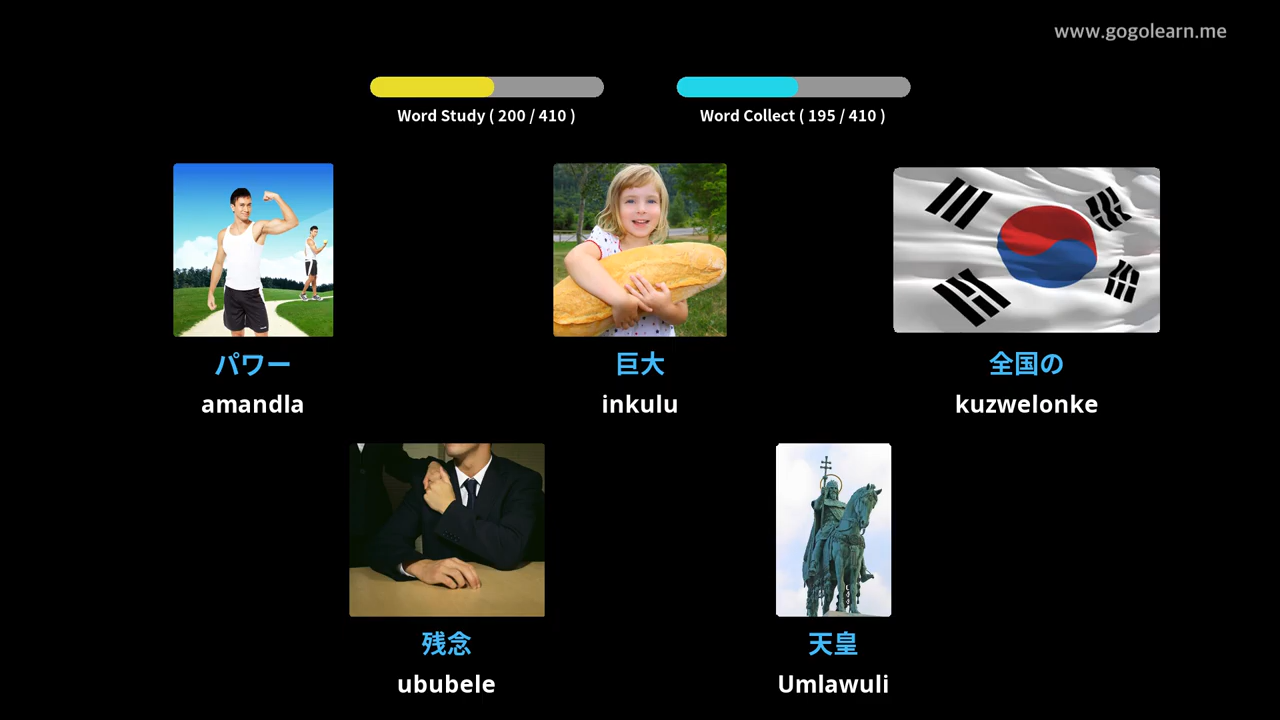 www.gogolearn.me
Word Study ( 200 / 410 )
Word Collect ( 195 / 410 )
パワー
amandla
巨大
inkulu
全国の
kuzwelonke
残念
ububele
天皇
Umlawuli